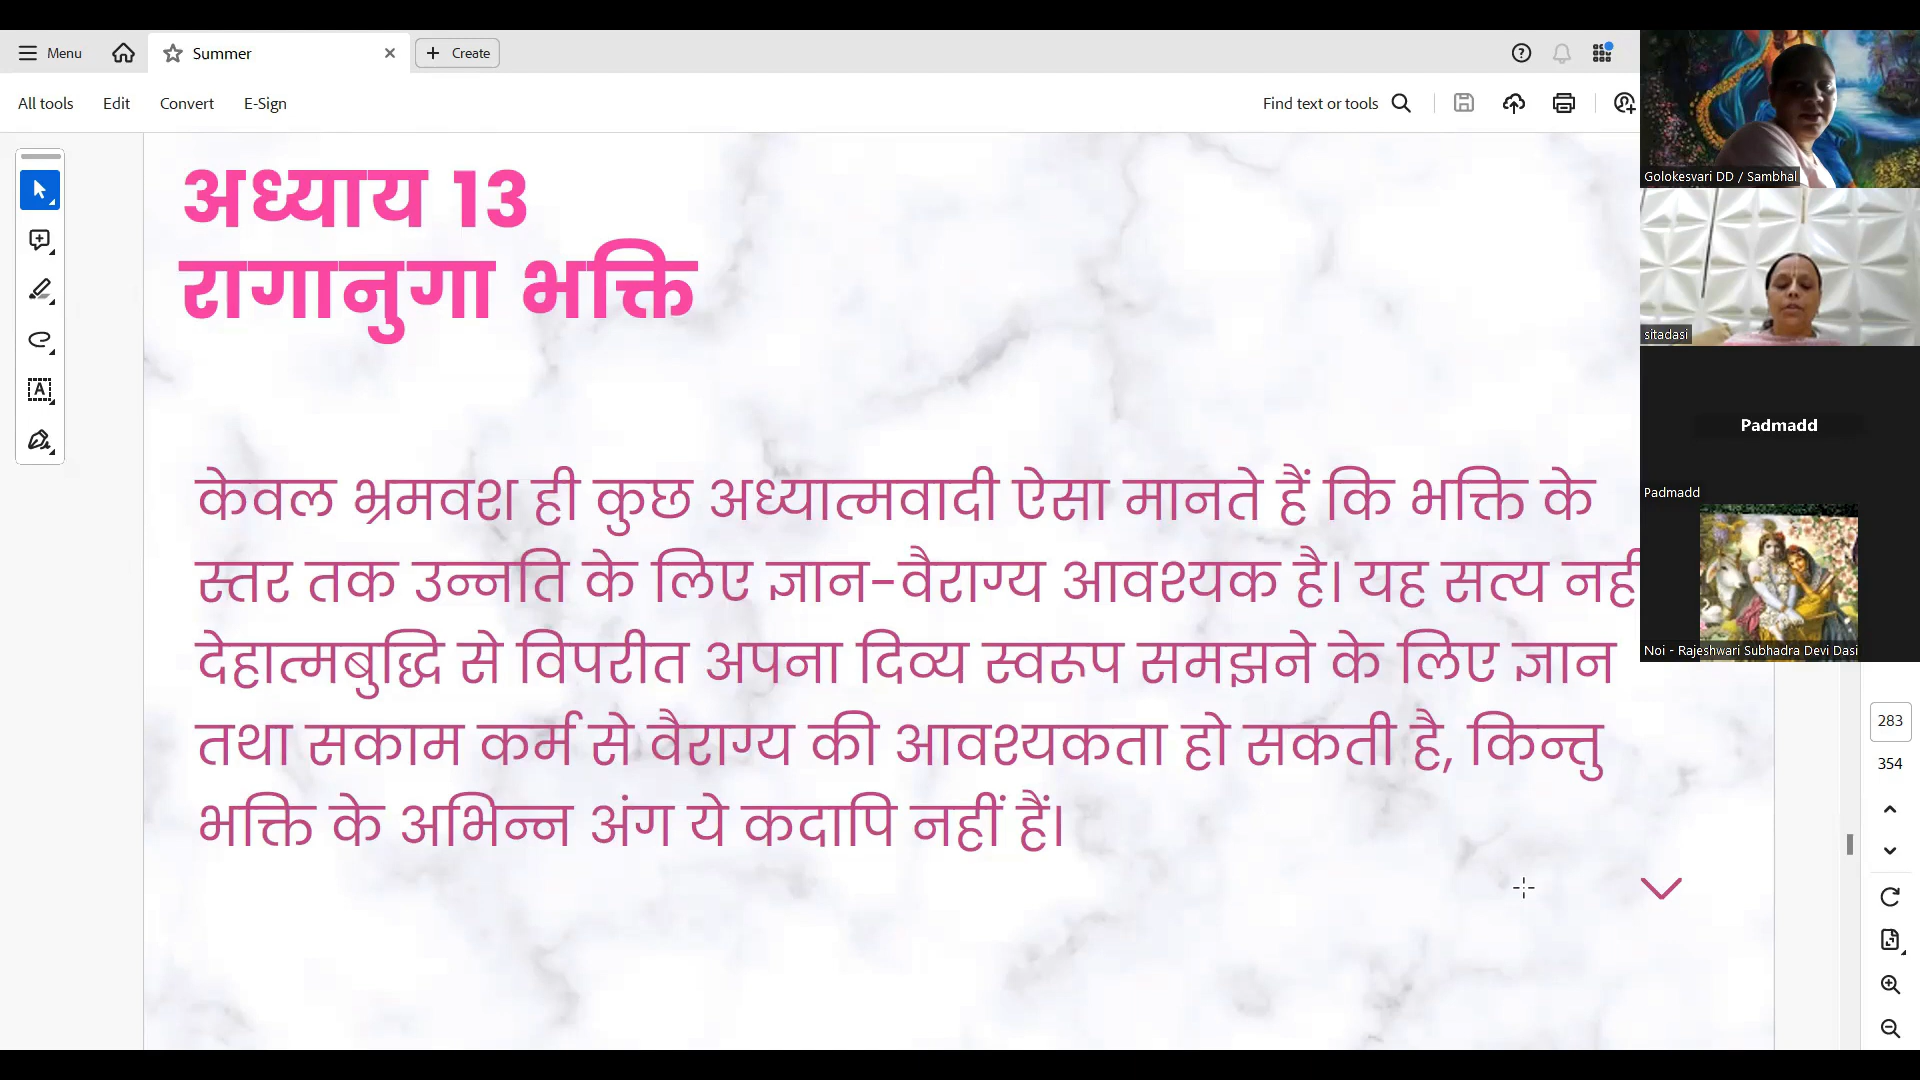 Menu
Summer
Create
All tools
Edit
Convert
E-Sign
Find text or tools
अध्याय 13
रागानुगा भक्ति
केवल भ्रमवश ही कुछ अध्यात्मवादी ऐसा मानते हैं कि भक्ति के
स्तर तक उन्नति के लिए ज्ञान-वैराग्य आवश्यक है। यह सत्य
देहात्मबुद्धि से विपरीत अपना दिव्य स्वरूप समझने के लिए ज्ञान
तथा सकाम कर्म से वैराग्य की आवश्यकता हो सकती है, किन्तु
भक्ति के अभिन्न अंग ये कदापि नहीं हैं।
Golokesvari DD / Sambhal
sitadasi
Padmadd
Padmadd
Noi - Rajeshwari Subhadra Devi Dasi
283
354